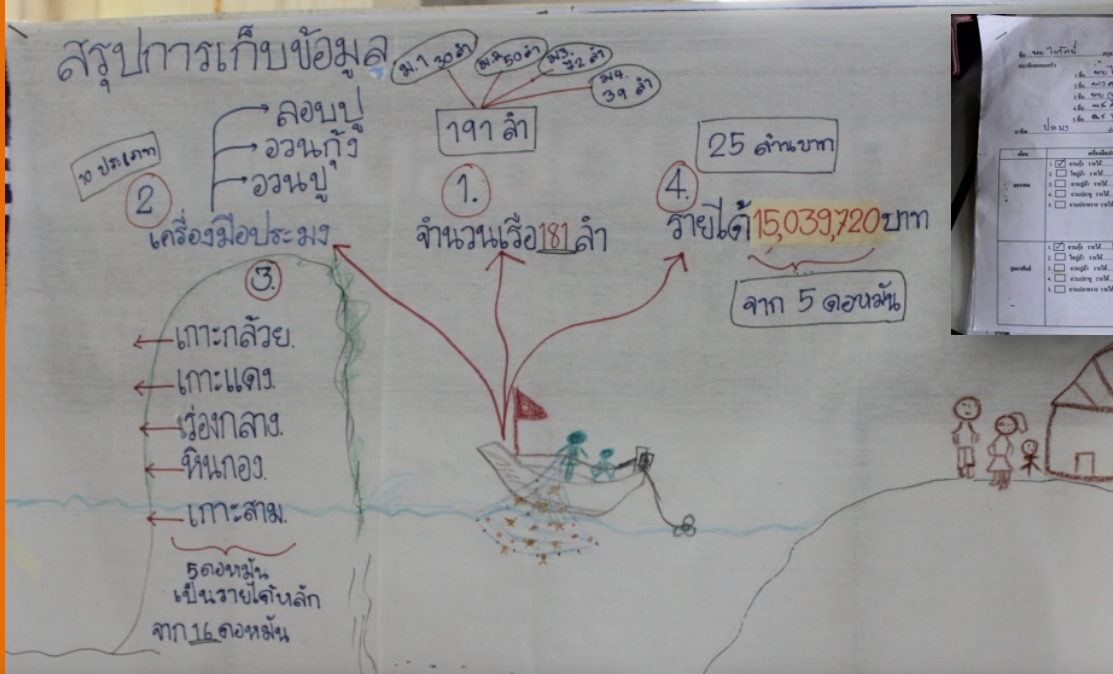 สรุปการเก็บข้อมูล
ม.1 30 ลำ
ม.2 50 ลำ
ม3. 72 ลำ
ม4. 39 ลำ
191 ลำ
25 ล้านบาท
10 ประเภท
ลอบปู
อวนกุ้ง
อวนปู
2
เครื่องมือประมง
1.
จำนวนเรือ 181 ลำ
4.
รายได้ 15,039,720 บาท
จาก 5 ดอหมัน
3.
เกาะกล้วย.
เกาะแดง.
ร่องกลาง.
หินกอง.
เกาะสาม.
5 ดอหมัน
เป็นรายได้หลัก
จาก 16 ดอหมัน